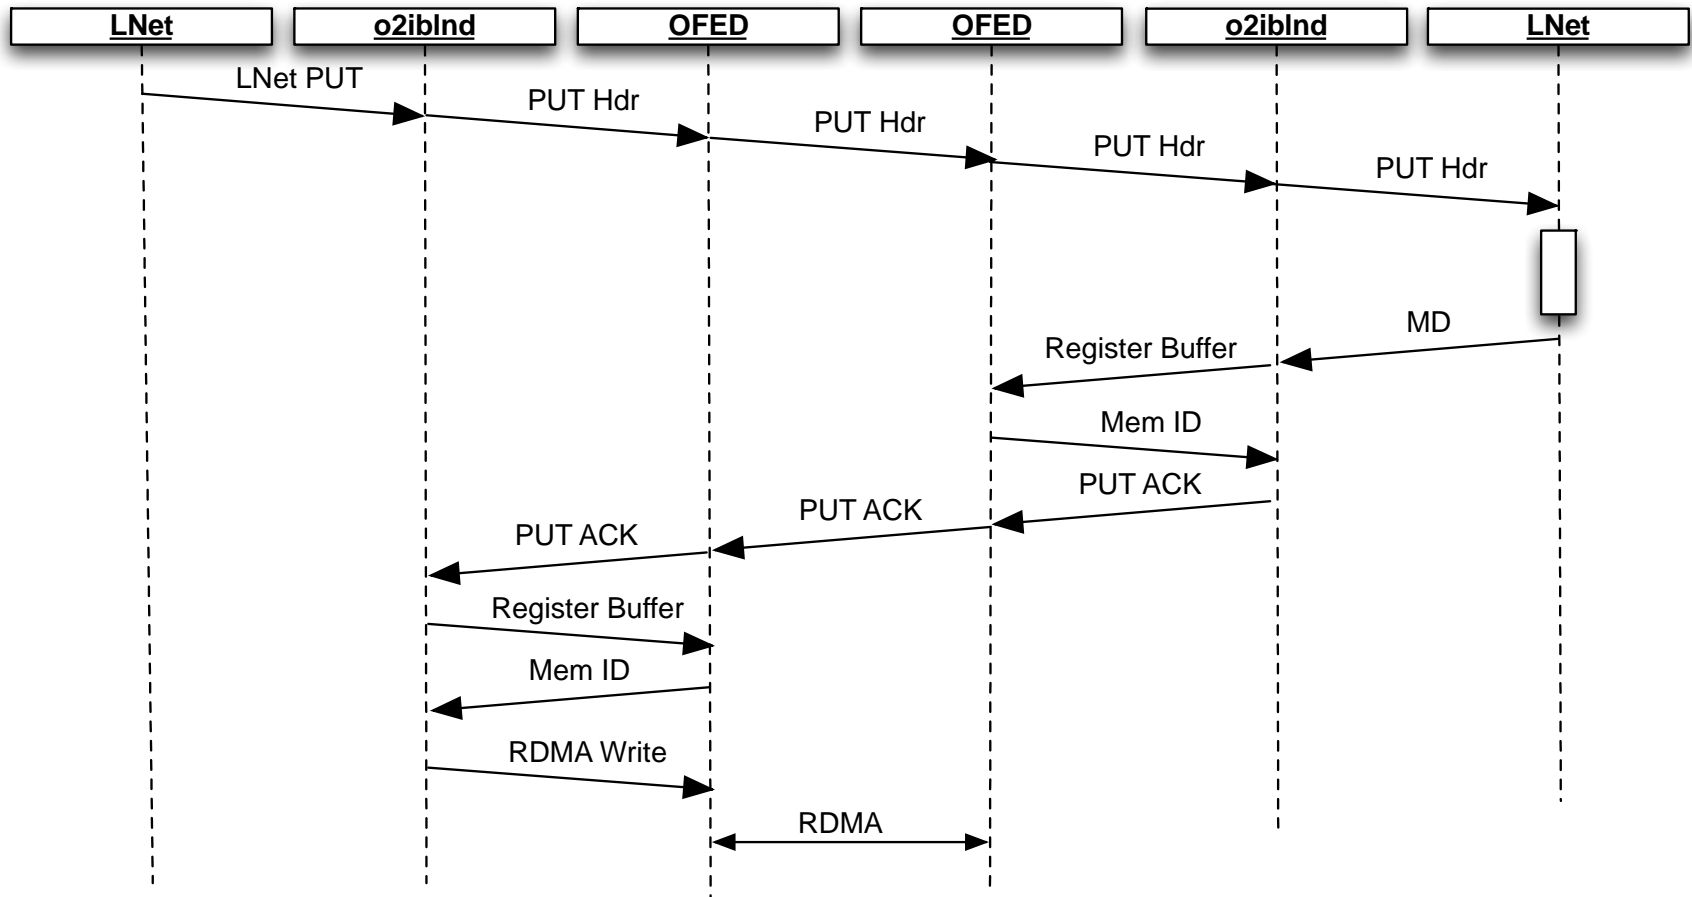 LNet o2iblnd OFED OFED o2iblnd LNet
LNet PUT
PUT Hdr
PUT Hdr
PUT Hdr
PUT Hdr
MD
Register Buffer
Mem ID
PUT ACK
PUT ACK
PUT ACK
Register Buffer
Mem ID
RDMA Write
RDMA